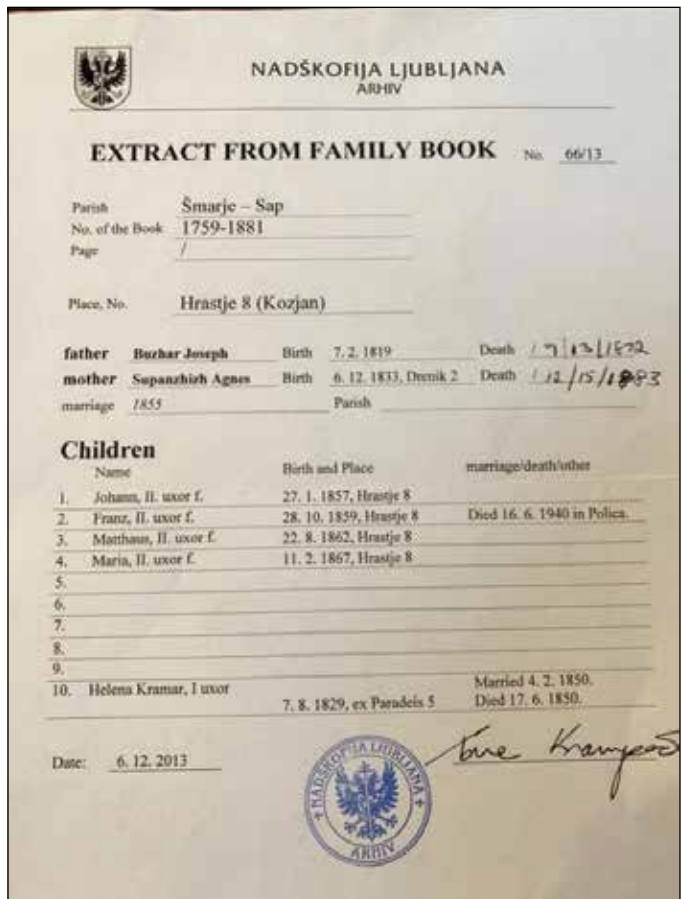 NADŠKOFIJA LJUBLJANA
ARHIV
EXTRACT FROM FAMILY BOOK No. 66/13
Parish Šmarje – Sap
No. of the Book 1759-1881
Page /
Place, No. Hrastje 8 (Kozjan)
father Buzhar Joseph Birth 7. 2. 1819 Death / 7/13/1872
mother Supanzhizh Agnes Birth 6. 12. 1833, Drenik 2 Death / 12/15/1883
marriage 1855 Parish
Children
Name Birth and Place marriage/death/other
1. Johann, II. uxor f. 27. 1. 1857, Hrastje 8
2. Franz, II. uxor f. 28. 10. 1859, Hrastje 8 Died 16. 6. 1940 in Polica.
3. Matthaus, II. uxor f. 22. 8. 1862, Hrastje 8
4. Maria, II. uxor f. 11. 2. 1867, Hrastje 8
5.
6.
7.
8.
9.
10. Helena Kramar, I uxor 7. 8. 1829, ex Paradeis 5 Married 4. 2. 1850.
Died 17. 6. 1850.
Date: 6. 12. 2013
NADŠKOFIJA LJUBLJANA
ARHIV